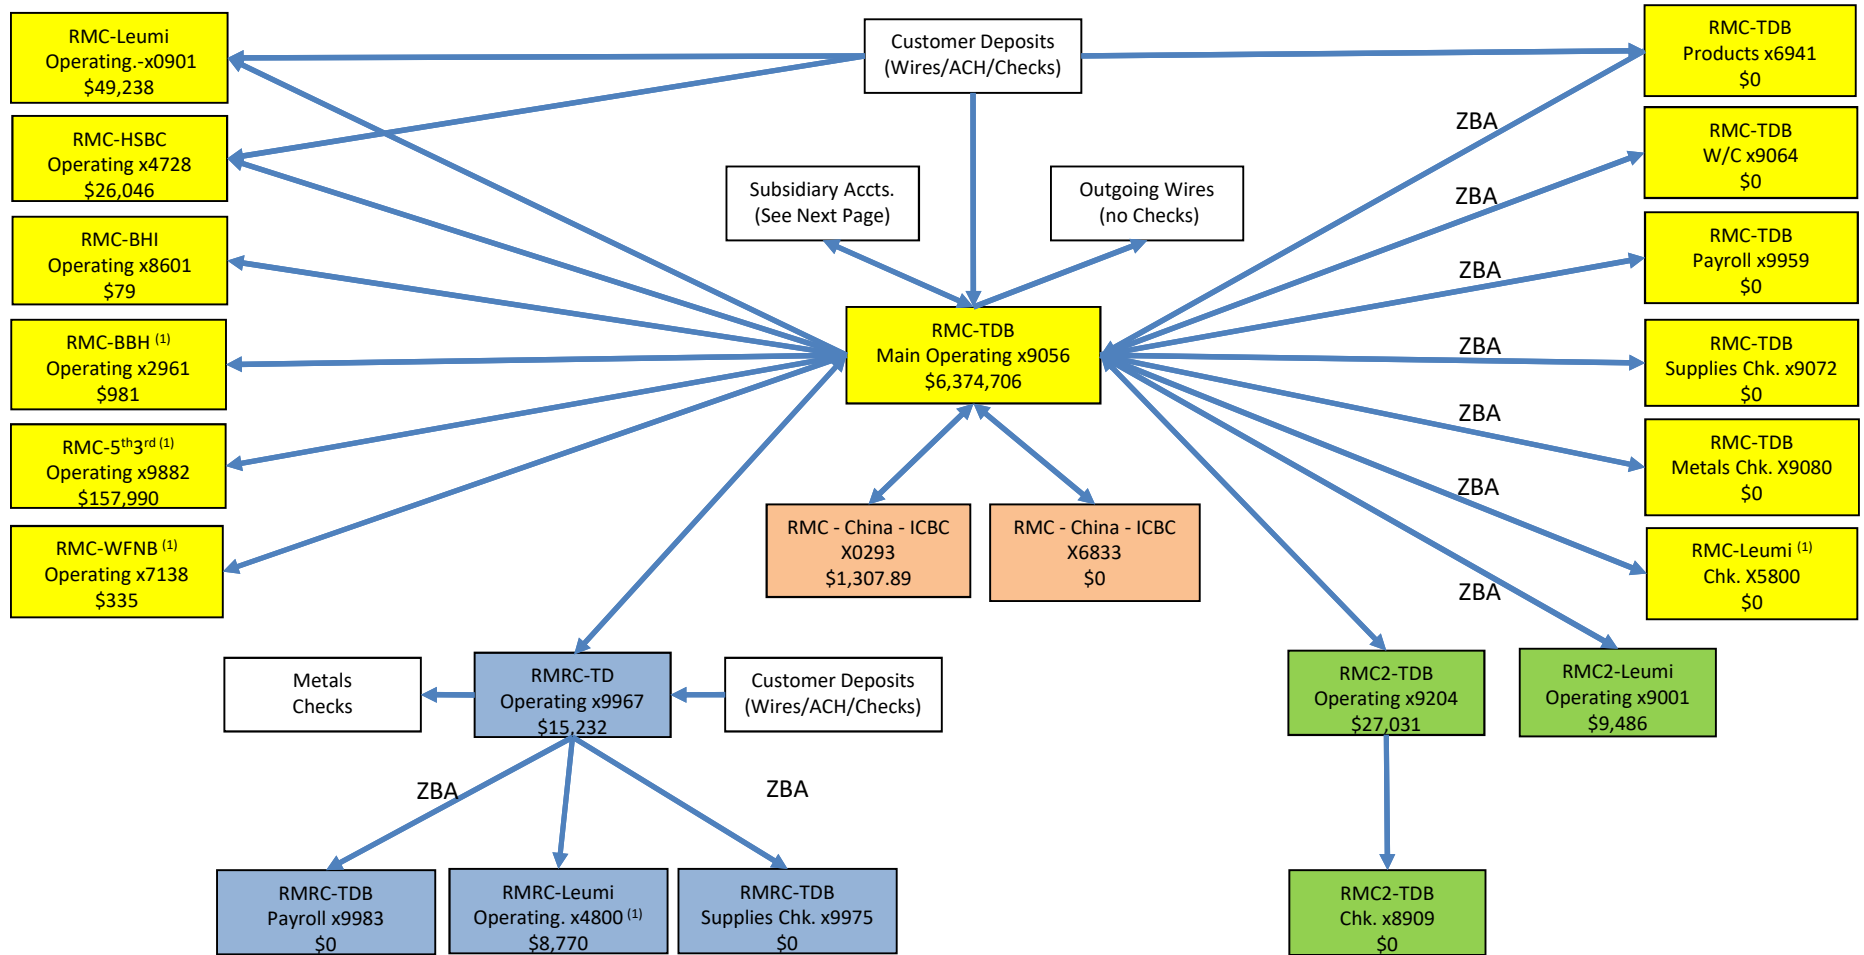 RMC-Leumi
Operating.-x0901
$49,238
Customer Deposits
(Wires/ACH/Checks)
RMC-TDB
Products x6941
$0
RMC-HSBC
Operating x4728
$26,046
ZBA
RMC-TDB
W/C x9064
$0
Subsidiary Accts.
(See Next Page)
Outgoing Wires
(no Checks)
ZBA
RMC-BHI
Operating x8601
$79
RMC-TDB
Payroll x9959
$0
ZBA
RMC-BBH (1)
Operating x2961
$981
RMC-TDB
Main Operating x9056
$6,374,706
ZBA
RMC-TDB
Supplies Chk. x9072
$0
RMC-5th3rd (1)
Operating x9882
$157,990
ZBA
RMC-TDB
Metals Chk. X9080
$0
RMC-WFNB (1)
Operating x7138
$335
RMC - China - ICBC
X0293
$1,307.89
RMC - China - ICBC
X6833
$0
ZBA
RMC-Leumi (1)
Chk. X5800
$0
ZBA
Metals
Checks
RMRC-TD
Operating x9967
$15,232
Customer Deposits
(Wires/ACH/Checks)
RMC2-TDB
Operating x9204
$27,031
RMC2-Leumi
Operating x9001
$9,486
ZBA
ZBA
RMRC-TDB
Payroll x9983
$0
RMRC-Leumi
Operating. x4800 (1)
$8,770
RMRC-TDB
Supplies Chk. x9975
$0
RMC2-TDB
Chk. x8909
$0